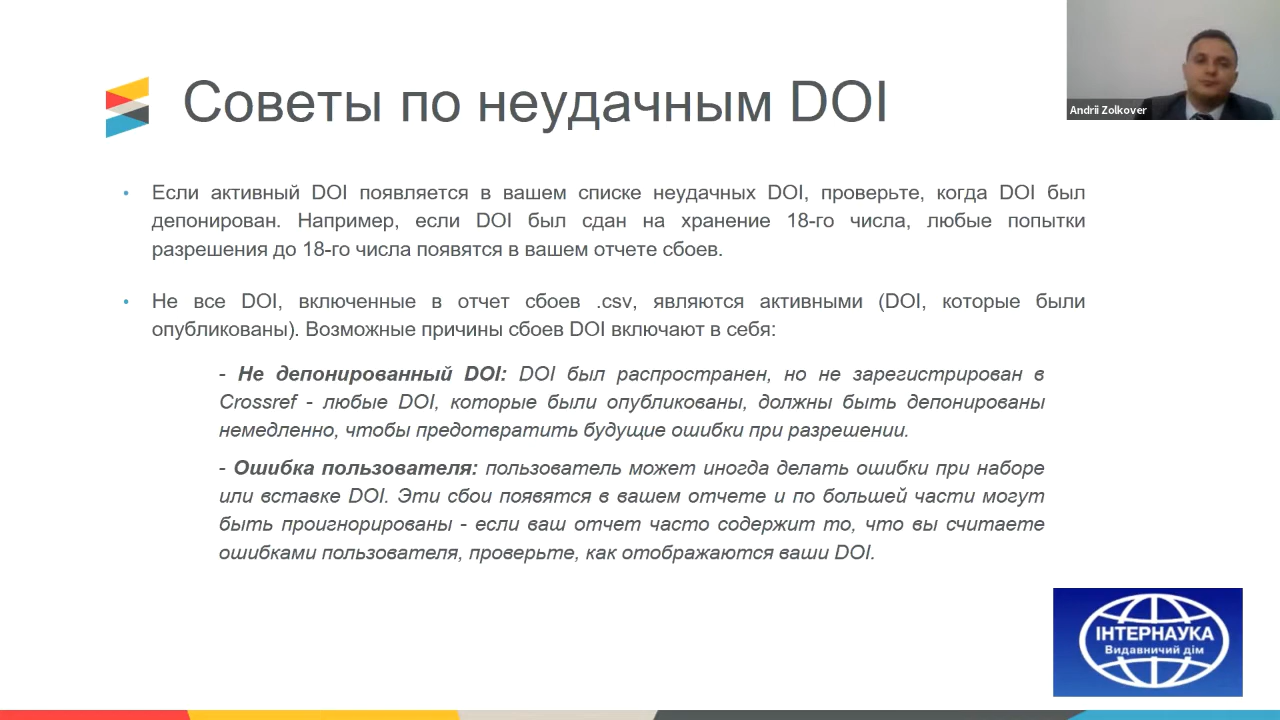 Советы по неудачным DOI
Andrii Zolkover
• Если активный DOI появляется в вашем списке неудачных DOI, проверьте, когда DOI был
депонирован. Например, если DOI был сдан на хранение 18-го числа, любые попытки
разрешения до 18-го числа появятся в вашем отчете сбоев.
• Не все DOI, включенные в отчет сбоев .csv, являются активными (DOI, которые были
опубликованы). Возможные причины сбоев DOI включают в себя:
- Не депонированный DOI: DOI был распространен, но не зарегистрирован в
Crossref - любые DOI, которые были опубликованы, должны быть депонированы
немедленно, чтобы предотвратить будущие ошибки при разрешении.
- Ошибка пользователя: пользователь может иногда делать ошибки при наборе
или вставке DOI. Эти сбои появятся в вашем отчете и по большей части могут
быть проигнорированы - если ваш отчет часто содержит то, что вы считаете
ошибками пользователя, проверьте, как отображаются ваши DOI.
ІНТЕРНАУКА
Видавничий дім